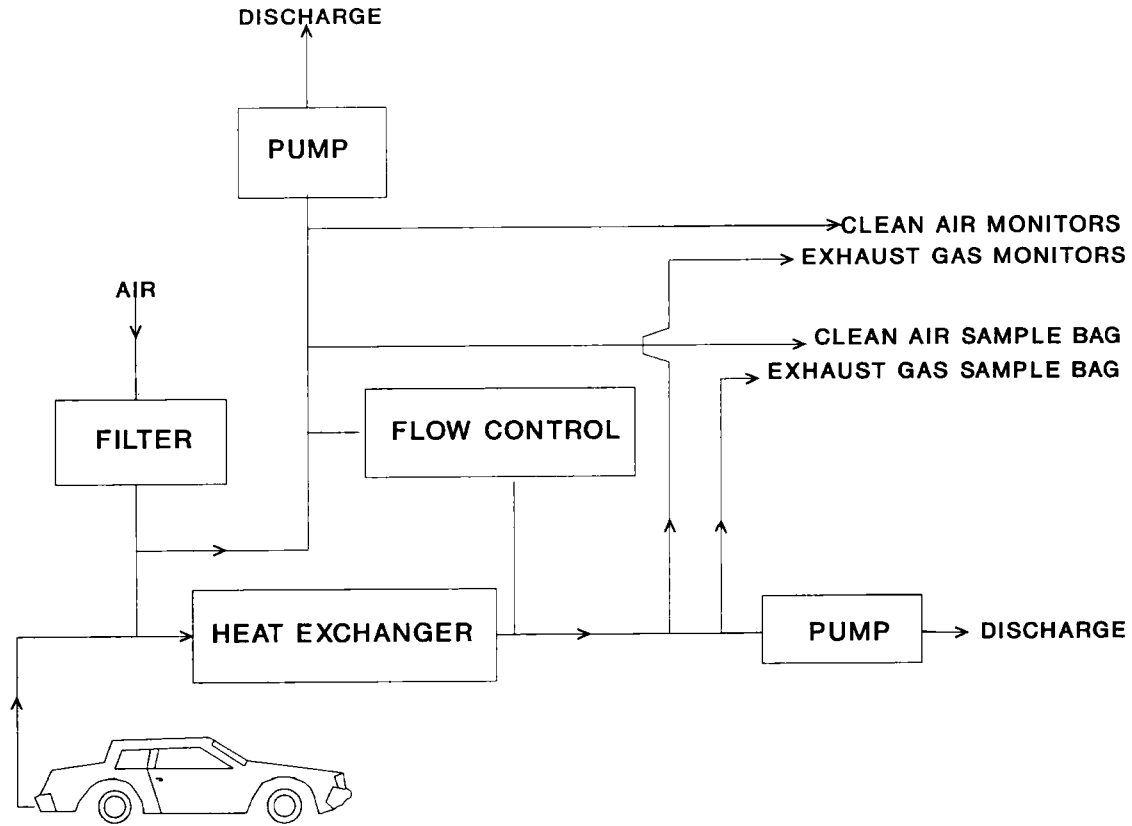 DISCHARGE
PUMP
CLEAN AIR MONITORS
EXHAUST GAS MONITORS
AIR
CLEAN AIR SAMPLE BAG
EXHAUST GAS SAMPLE BAG
FILTER
FLOW CONTROL
HEAT EXCHANGER
PUMP
DISCHARGE